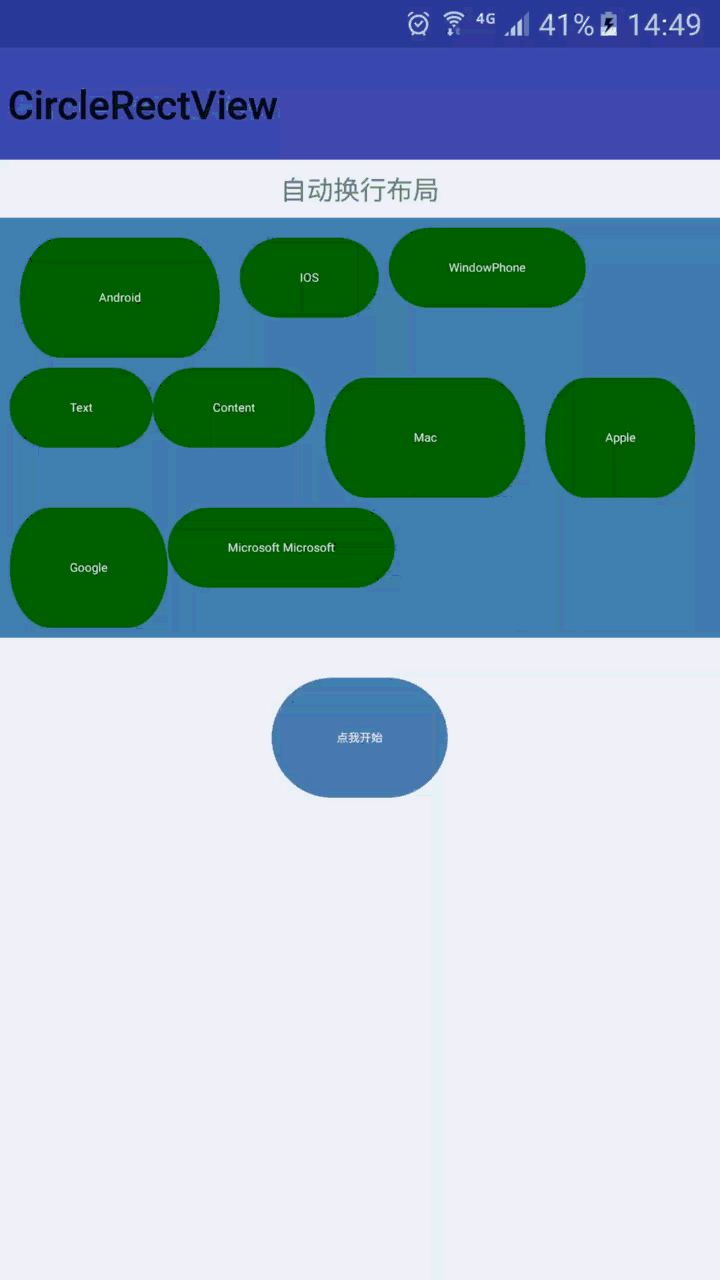 4G 41% 14:49
CircleRectView
自动换行布局
Android IOS WindowPhone
Text Content Mac Apple
Google Microsoft Microsoft
点我开始